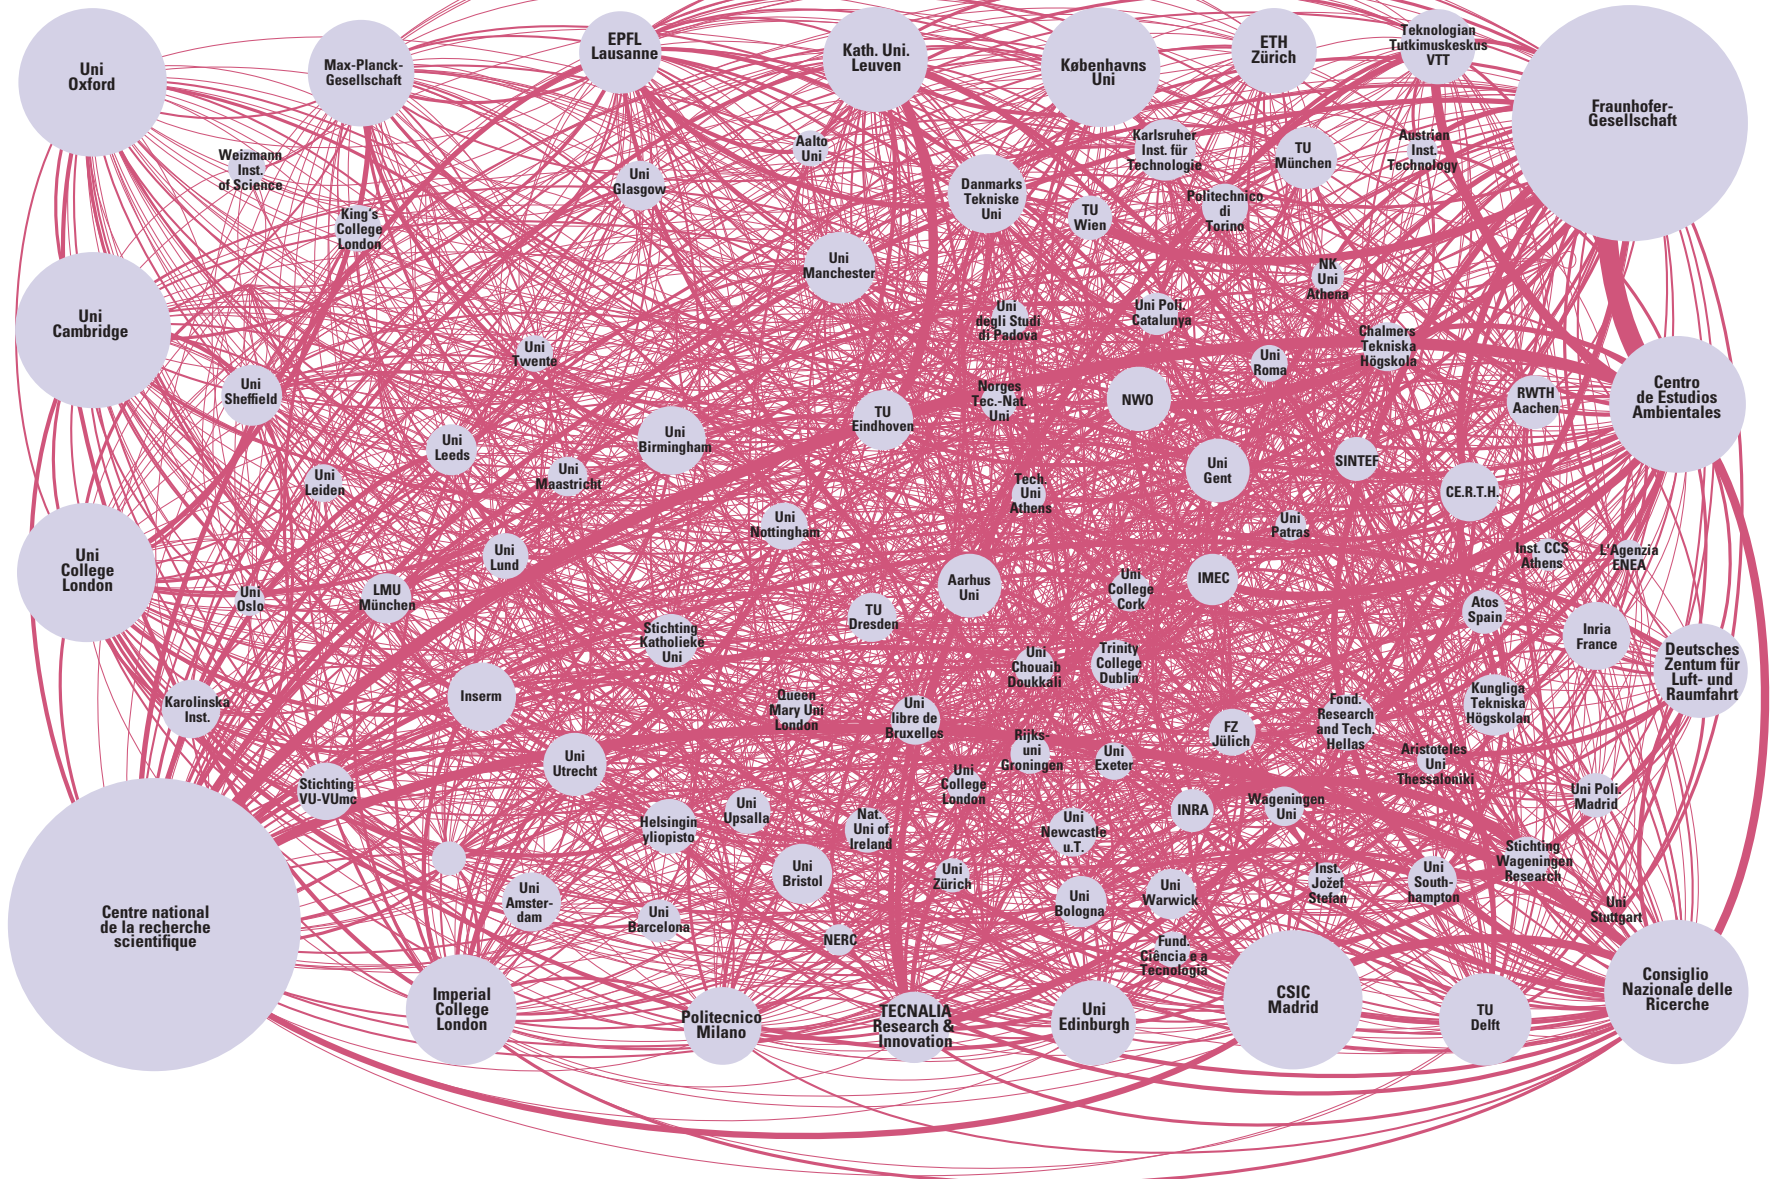 Uni
Oxford
Max-Planck-
Gesellschaft
EPFL
Lausanne
Kath. Uni.
Leuven
Københavns
Uni
ETH
Zürich
Teknologian
Tutkimuskeskus
VTT
Fraunhofer-
Gesellschaft
Weizmann
Inst.
of Science
Aalto
Uni
Uni
Glasgow
Karlsruher
Inst. für
Technologie
TU
München
Austrian
Inst.
Technology
King's
College
London
Danmarks
Tekniske
Uni
TU
Wien
Politechnico
di
Torino
Uni
Manchester
NK
Uni
Athena
Uni
Cambridge
Uni
degli Studi
di Padova
Uni Poli.
Catalunya
Chalmers
Tekniska
Högskola
Uni
Twente
Uni
Roma
Uni
Sheffield
Norges
Tec.-Nat.
Uni
NWO
RWTH
Aachen
Centro
de Estudios
Ambientales
TU
Eindhoven
Uni
Leeds
Uni
Birmingham
Uni
Gent
SINTEF
Uni
Leiden
Uni
Maastricht
Tech.
Uni
Athens
CE.R.T.H.
Uni
Nottingham
Uni
Patras
Uni
College
London
Uni
Lund
Inst. CCS
Athens
L'Agenzia
ENEA
Uni
Oslo
LMU
München
Aarhus
Uni
Uni
College
Cork
IMEC
TU
Dresden
Atos
Spain
Stichting
Katholieke
Uni
Inria
France
Uni
Chouaib
Doukkali
Trinity
College
Dublin
Deutsches
Zentum für
Luft- und
Raumfahrt
Karolinska
Inst.
Inserm
Queen
Mary Uni
London
Uni
libre de
Bruxelles
Fond.
Research
and Tech.
Hellas
Kungliga
Tekniska
Högskolan
FZ
Jülich
Rijks-
uni
Groningen
Uni
Exeter
Aristoteles
Uni
Thessaloniki
Uni
Utrecht
Stichting
VU-VUmc
Uni
College
London
Uni Poli.
Madrid
Helsingin
yliopisto
Uni
Upsalla
Nat.
Uni of
Ireland
Uni
Newcastle
u.T.
INRA
Wageningen
Uni
Stichting
Wageningen
Research
Uni
Bristol
Uni
Zürich
Inst.
Jožef
Stefan
Uni
South-
hampton
Uni
Amster-
dam
Uni
Barcelona
Uni
Bologna
Uni
Warwick
Uni
Stuttgart
Centre national
de la recherche
scientifique
NERC
Fund.
Ciência e a
Tecnologia
Imperial
College
London
Politecnico
Milano
TECNALIA
Research &
Innovation
Uni
Edinburgh
CSIC
Madrid
TU
Delft
Consiglio
Nazionale delle
Ricerche